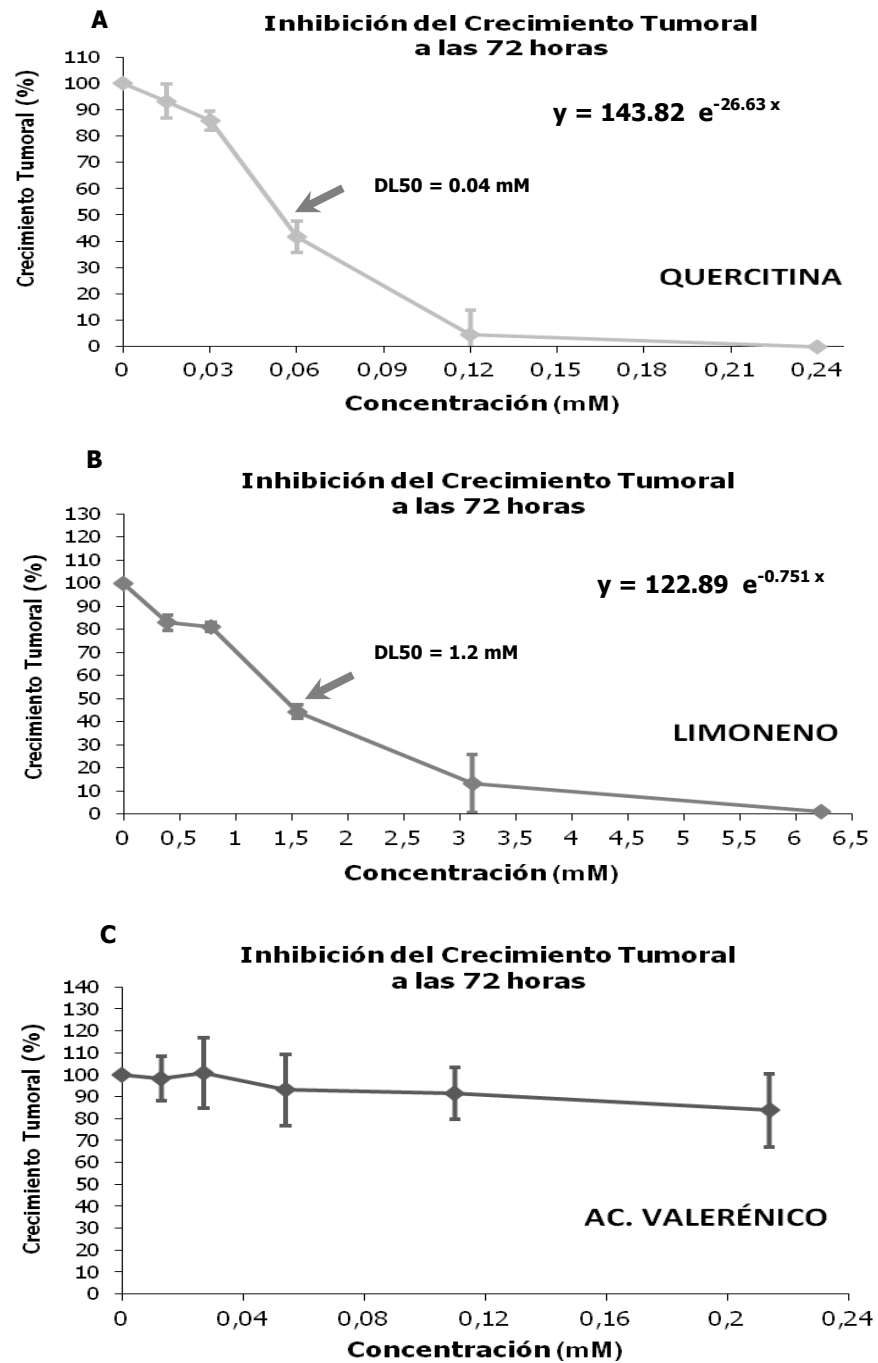 A
Inhibición del Crecimiento Tumoral
a las 72 horas
y = 143.82 e^-26.63 x
DL50 = 0.04 mM
QUERCITINA
Crecimiento Tumoral (%)
110
100
90
80
70
60
50
40
30
20
10
0
0 0,03 0,06 0,09 0,12 0,15 0,18 0,21 0,24
Concentración (mM)
B
Inhibición del Crecimiento Tumoral
a las 72 horas
y = 122.89 e^-0.751 x
DL50 = 1.2 mM
LIMONENO
Crecimiento Tumoral (%)
130
120
110
100
90
80
70
60
50
40
30
20
10
0
0 0,5 1 1,5 2 2,5 3 3,5 4 4,5 5 5,5 6 6,5
Concentración (mM)
C
Inhibición del Crecimiento Tumoral
a las 72 horas
AC. VALERÉNICO
Crecimiento Tumoral (%)
140
130
120
110
100
90
80
70
60
50
40
30
20
10
0
0 0,04 0,08 0,12 0,16 0,2 0,24
Concentración (mM)